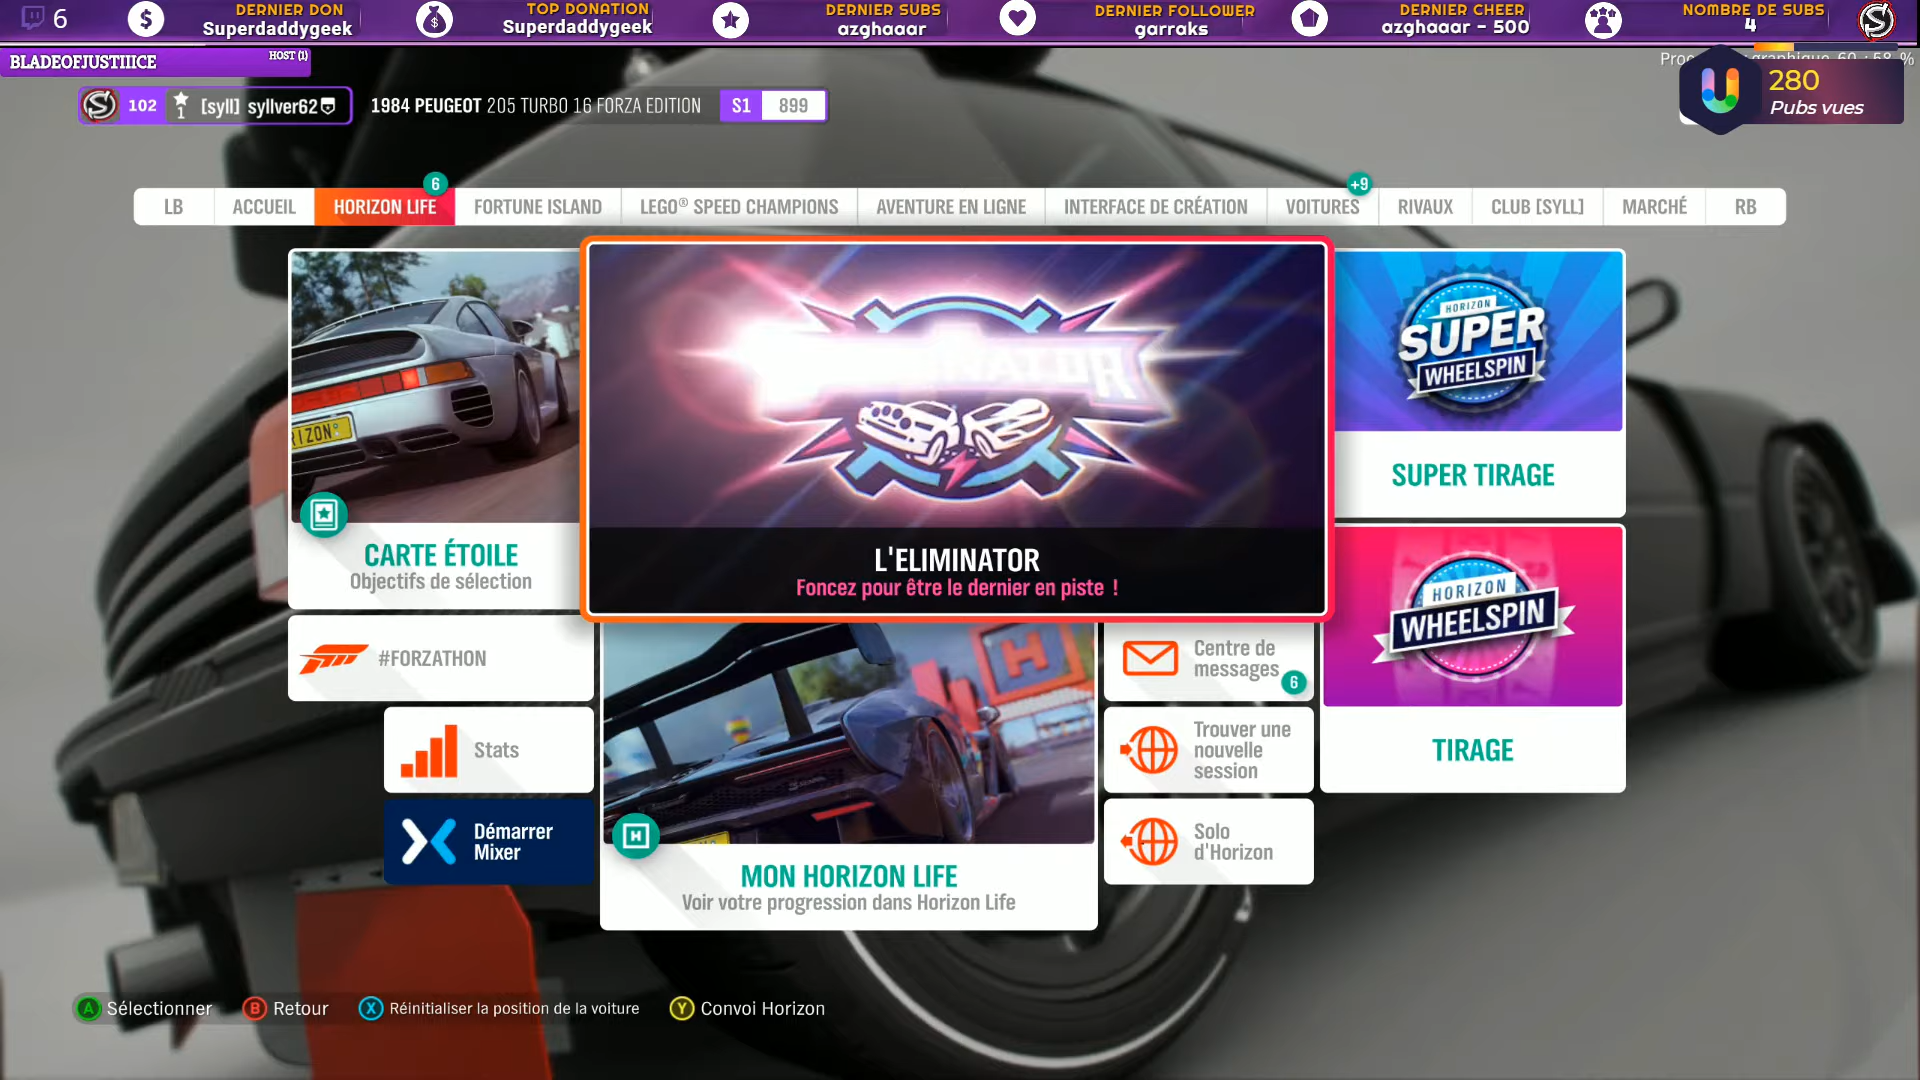 6
DERNIER DON
Superdaddygeek
TOP DONATION
Superdaddygeek
DERNIER SUBS
azghaaar
DERNIER FOLLOWER
garraks
DERNIER CHEER
azghaaar - 500
NOMBRE DE SUBS
4
BLADEOFJUSTIIICE
HOST (1)
280
Pubs vues
102
1
[syll] syllver62
1984 PEUGEOT 205 TURBO 16 FORZA EDITION
S1 899
LB
ACCUEIL
HORIZON LIFE
6
FORTUNE ISLAND
LEGO® SPEED CHAMPIONS
AVENTURE EN LIGNE
INTERFACE DE CRÉATION
VOITURES
+9
RIVAUX
CLUB [SYLL]
MARCHÉ
RB
CARTE ÉTOILE
Objectifs de sélection
L'ELIMINATOR
Foncez pour être le dernier en piste !
HORIZON
SUPER
WHEELSPIN
SUPER TIRAGE
#FORZATHON
Stats
Démarrer
Mixer
MON HORIZON LIFE
Voir votre progression dans Horizon Life
Centre de
messages
6
Trouver une
nouvelle
session
Solo
d'Horizon
HORIZON
WHEELSPIN
TIRAGE
A Sélectionner
B Retour
X Réinitialiser la position de la voiture
Y Convoi Horizon